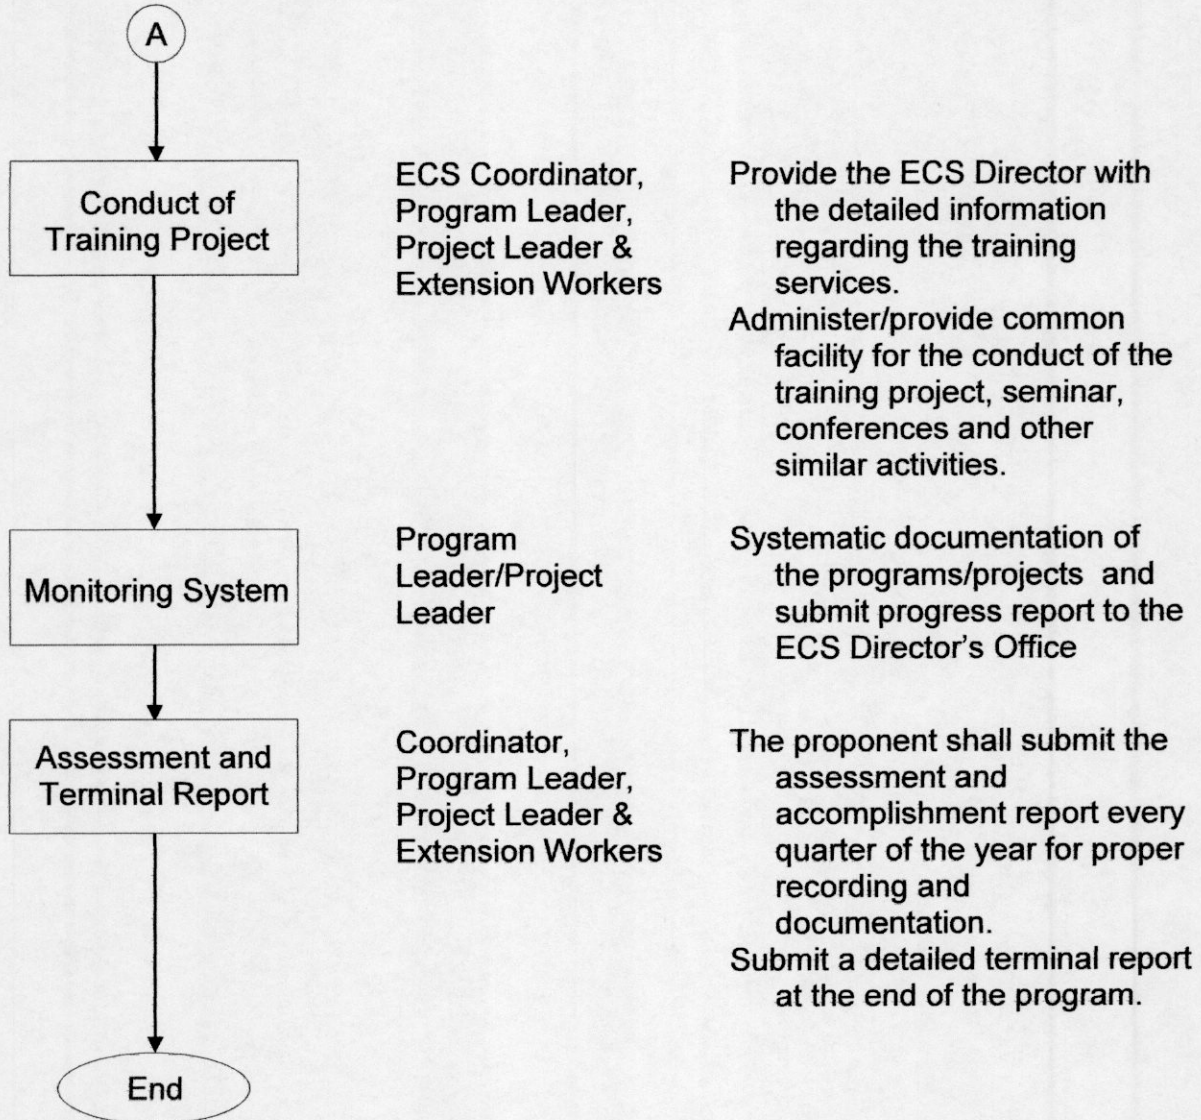 A
Conduct of
Training Project
ECS Coordinator,
Program Leader,
Project Leader &
Extension Workers
Provide the ECS Director with
the detailed information
regarding the training
services.
Administer/provide common
facility for the conduct of the
training project, seminar,
conferences and other
similar activities.
Monitoring System
Program
Leader/Project
Leader
Systematic documentation of
the programs/projects and
submit progress report to the
ECS Director's Office
Assessment and
Terminal Report
Coordinator,
Program Leader,
Project Leader &
Extension Workers
The proponent shall submit the
assessment and
accomplishment report every
quarter of the year for proper
recording and
documentation.
Submit a detailed terminal report
at the end of the program.
End